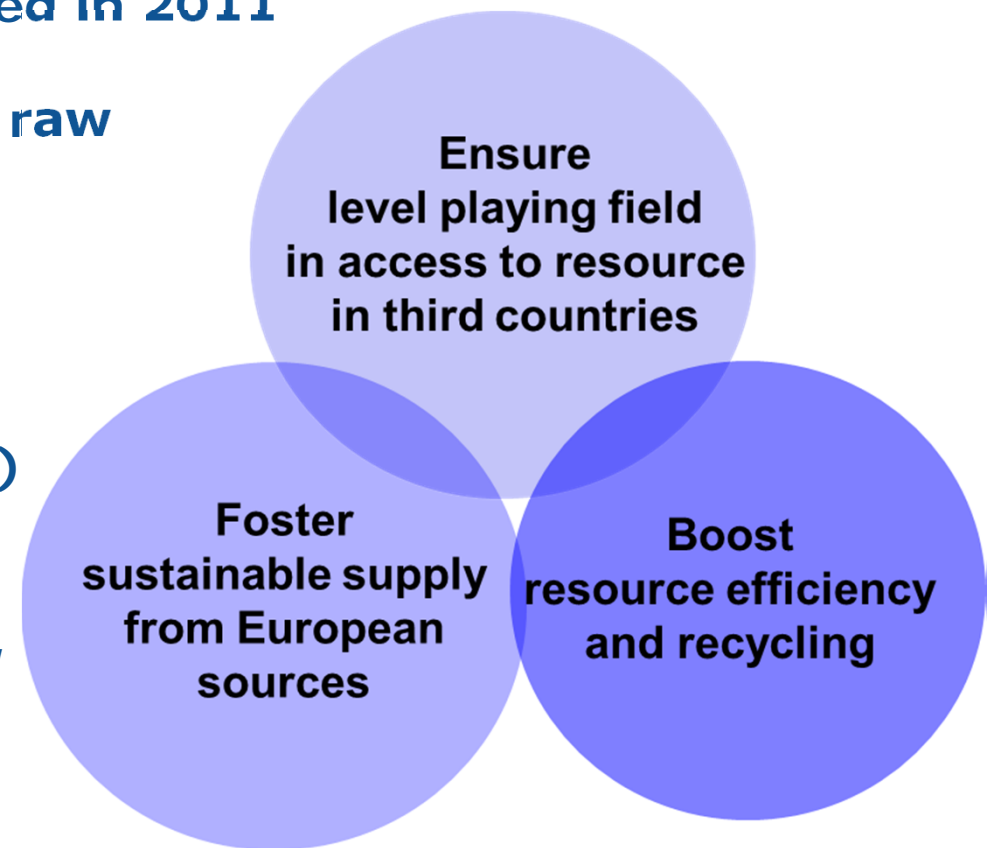 ed in 2011
raw
Ensure
level playing field
in access to resource
in third countries
)
Foster
sustainable supply
from European
sources
Boost
resource efficiency
and recycling